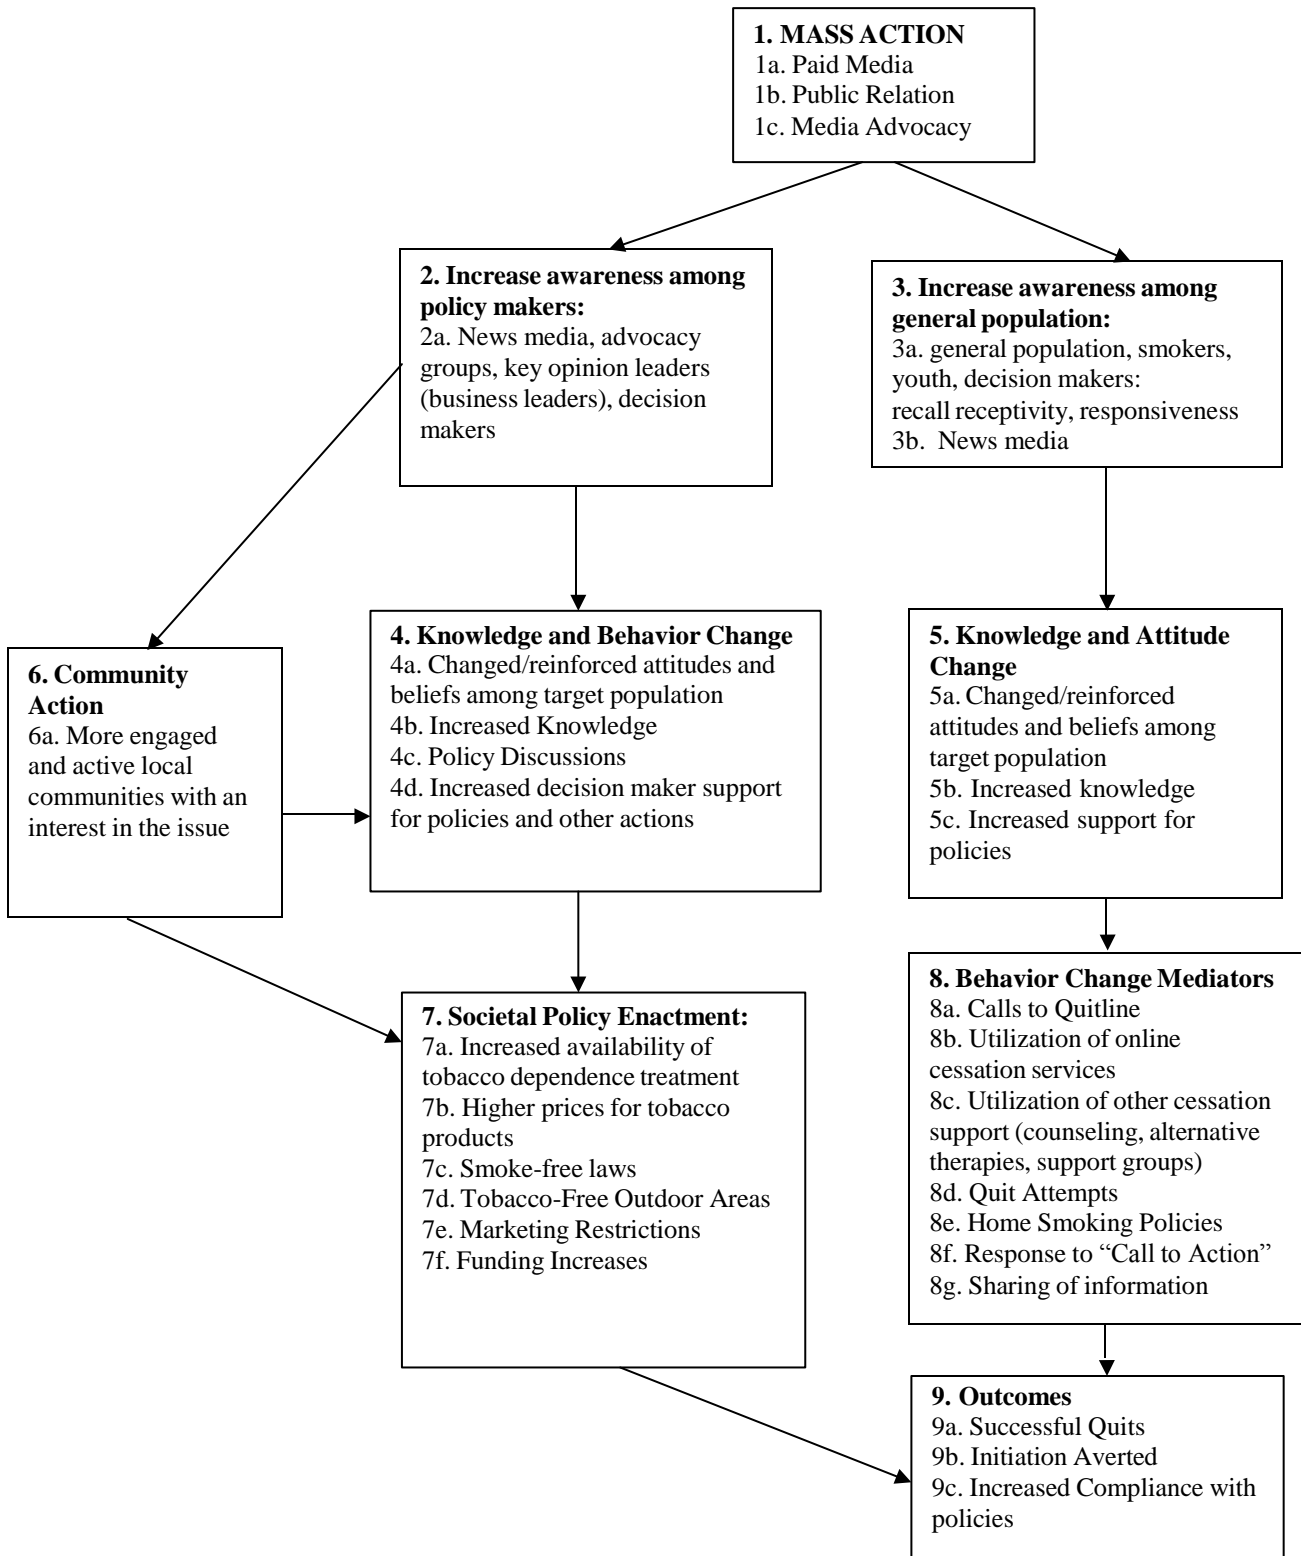 1. MASS ACTION
1a. Paid Media
1b. Public Relation
1c. Media Advocacy
2. Increase awareness among
policy makers:
2a. News media, advocacy
groups, key opinion leaders
(business leaders), decision
makers
3. Increase awareness among
general population:
3a. general population, smokers,
youth, decision makers:
recall receptivity, responsiveness
3b. News media
6. Community
Action
6a. More engaged
and active local
communities with an
interest in the issue
4. Knowledge and Behavior Change
4a. Changed/reinforced attitudes and
beliefs among target population
4b. Increased Knowledge
4c. Policy Discussions
4d. Increased decision maker support
for policies and other actions
5. Knowledge and Attitude
Change
5a. Changed/reinforced
attitudes and beliefs among
target population
5b. Increased knowledge
5c. Increased support for
policies
7. Societal Policy Enactment:
7a. Increased availability of
tobacco dependence treatment
7b. Higher prices for tobacco
products
7c. Smoke-free laws
7d. Tobacco-Free Outdoor Areas
7e. Marketing Restrictions
7f. Funding Increases
8. Behavior Change Mediators
8a. Calls to Quitline
8b. Utilization of online
cessation services
8c. Utilization of other cessation
support (counseling, alternative
therapies, support groups)
8d. Quit Attempts
8e. Home Smoking Policies
8f. Response to “Call to Action”
8g. Sharing of information
9. Outcomes
9a. Successful Quits
9b. Initiation Averted
9c. Increased Compliance with
policies